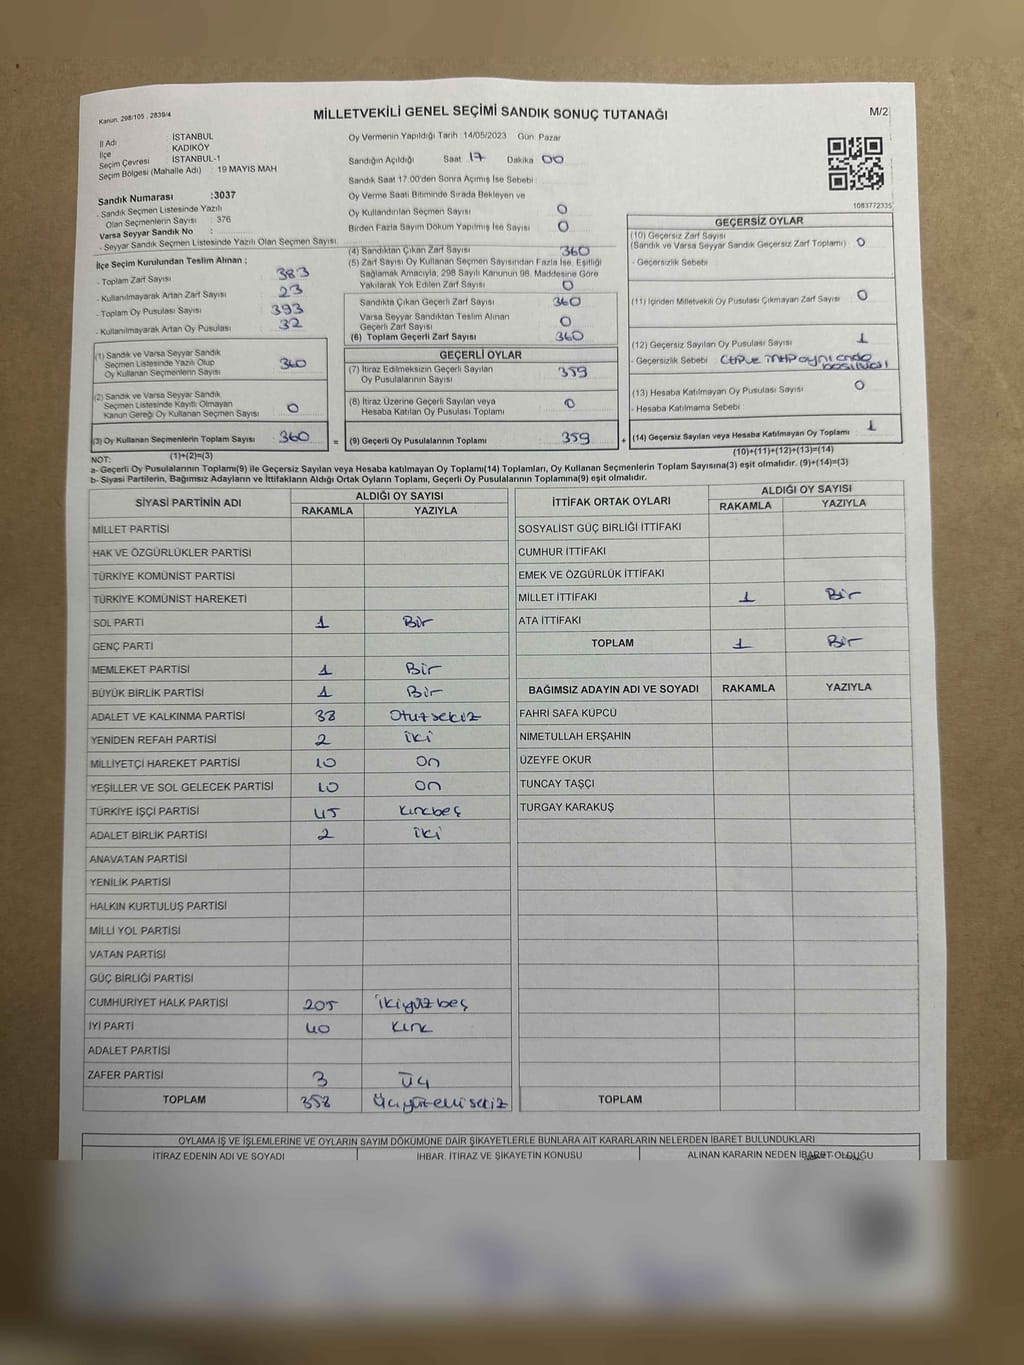 Kanun. 298/105 ; 2839/4
MİLLETVEKİLİ GENEL SEÇİMİ SANDIK SONUÇ TUTANAĞI
M/2
İl Adı : İSTANBUL
İlçe : KADIKÖY
Seçim Çevresi : İSTANBUL-1
Seçim Bölgesi (Mahalle Adı) : 19 MAYIS MAH
Sandık Numarası :3037
- Sandık Seçmen Listesinde Yazılı
Olan Seçmenlerin Sayısı : 376
Varsa Seyyar Sandık No :
- Seyyar Sandık Seçmen Listesinde Yazılı Olan Seçmen Sayısı
İlçe Seçim Kurulundan Teslim Alınan ;
- Toplam Zarf Sayısı 383
- Kullanılmayarak Artan Zarf Sayısı 23
- Toplam Oy Pusulası Sayısı 393
- Kullanılmayarak Artan Oy Pusulası 32
(1) Sandık ve Varsa Seyyar Sandık
Seçmen Listesinde Yazılı Olup
Oy Kullanan Seçmenlerin Sayısı 360
(2) Sandık ve Varsa Seyyar Sandık
Seçmen Listesinde Kayıtlı Olmayan
Kanun Gereği Oy Kullanan Seçmen Sayısı 0
(3) Oy Kullanan Seçmenlerin Toplam Sayısı 360
(1)+(2)=(3)
Oy Vermenin Yapıldığı Tarih : 14/05/2023 Gün Pazar
Sandığın Açıldığı Saat 17 Dakika 00
Sandık Saat 17:00'den Sonra Açımış İse Sebebi
Oy Verme Saati Bitiminde Sırada Bekleyen ve
Oy Kullandırılan Seçmen Sayısı 0
Birden Fazla Sayım Döküm Yapılmış İse Sayısı 0
(4) Sandıktan Çıkan Zarf Sayısı 360
(5) Zarf Sayısı Oy Kullanan Seçmen Sayısından Fazla İse, Eşitliği
Sağlamak Amacıyla, 298 Sayılı Kanunun 98. Maddesine Göre
Yakılarak Yok Edilen Zarf Sayısı 0
Sandıkta Çıkan Geçerli Zarf Sayısı 360
Varsa Seyyar Sandıktan Teslim Alınan
Geçerli Zarf Sayısı 0
(6) Toplam Geçerli Zarf Sayısı 360
GEÇERLİ OYLAR
(7) İtiraz Edilmeksizin Geçerli Sayılan
Oy Pusulalarının Sayısı 359
(8) İtiraz Üzerine Geçerli Sayılan veya
Hesaba Katılan Oy Pusulası Toplamı 0
= (9) Geçerli Oy Pusulalarının Toplamı 359 +
1083772335
GEÇERSİZ OYLAR
(10) Geçersiz Zarf Sayısı
(Sandık ve Varsa Seyyar Sandık Geçersiz Zarf Toplamı) 0
- Geçersizlik Sebebi
(11) İçinden Milletvekili Oy Pusulası Çıkmayan Zarf Sayısı 0
(12) Geçersiz Sayılan Oy Pusulası Sayısı 1
- Geçersizlik Sebebi CHP ve MHP aynı anda
basılması
(13) Hesaba Katılmayan Oy Pusulası Sayısı 0
- Hesaba Katılmama Sebebi
(14) Geçersiz Sayılan veya Hesaba Katılmayan Oy Toplamı 1
(10)+(11)+(12)+(13)=(14)
NOT:
a- Geçerli Oy Pusulalarının Toplamı(9) ile Geçersiz Sayılan veya Hesaba katılmayan Oy Toplamı(14) Toplamları, Oy Kullanan Seçmenlerin Toplam Sayısına(3) eşit olmalıdır. (9)+(14)=(3)
b- Siyasi Partilerin, Bağımsız Adayların ve İttifakların Aldığı Ortak Oyların Toplamı, Geçerli Oy Pusulalarının Toplamına(9) eşit olmalıdır.
SİYASİ PARTİNİN ADI ALDIĞI OY SAYISI
RAKAMLA YAZIYLA
MİLLET PARTİSİ
HAK VE ÖZGÜRLÜKLER PARTİSİ
TÜRKİYE KOMÜNİST PARTİSİ
TÜRKİYE KOMÜNİST HAREKETİ
SOL PARTİ 1 Bir
GENÇ PARTİ
MEMLEKET PARTİSİ 1 Bir
BÜYÜK BİRLİK PARTİSİ 1 Bir
ADALET VE KALKINMA PARTİSİ 38 Otuzsekiz
YENİDEN REFAH PARTİSİ 2 iki
MİLLİYETÇİ HAREKET PARTİSİ 10 On
YEŞİLLER VE SOL GELECEK PARTİSİ 10 On
TÜRKİYE İŞÇİ PARTİSİ 45 Kırkbeş
ADALET BİRLİK PARTİSİ 2 iki
ANAVATAN PARTİSİ
YENİLİK PARTİSİ
HALKIN KURTULUŞ PARTİSİ
MİLLİ YOL PARTİSİ
VATAN PARTİSİ
GÜÇ BİRLİĞİ PARTİSİ
CUMHURİYET HALK PARTİSİ 205 ikiyüzbeş
İYİ PARTİ 40 Kırk
ADALET PARTİSİ
ZAFER PARTİSİ 3 Üç
TOPLAM 358 Üçyüzellisekiz
İTTİFAK ORTAK OYLARI ALDIĞI OY SAYISI
RAKAMLA YAZIYLA
SOSYALİST GÜÇ BİRLİĞİ İTTİFAKI
CUMHUR İTTİFAKI
EMEK VE ÖZGÜRLÜK İTTİFAKI
MİLLET İTTİFAKI 1 Bir
ATA İTTİFAKI
TOPLAM 1 Bir
BAĞIMSIZ ADAYIN ADI VE SOYADI RAKAMLA YAZIYLA
FAHRİ SAFA KÜPCÜ
NİMETULLAH ERŞAHİN
ÜZEYFE OKUR
TUNCAY TAŞÇI
TURGAY KARAKUŞ
TOPLAM
OYLAMA İŞ VE İŞLEMLERİNE VE OYLARIN SAYIM DÖKÜMÜNE DAİR ŞİKAYETLERLE BUNLARA AİT KARARLARIN NELERDEN İBARET BULUNDUKLARI
İTİRAZ EDENİN ADI VE SOYADI İHBAR, İTİRAZ VE ŞİKAYETİN KONUSU ALINAN KARARIN NEDEN İBARET OLDUĞU